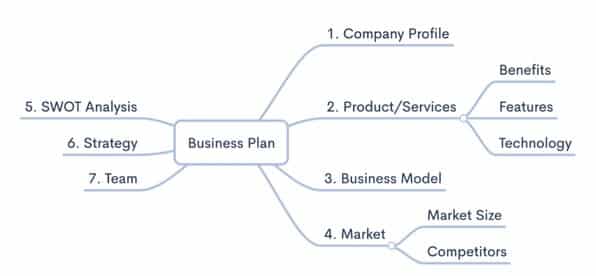 Business Plan
1. Company Profile
2. Product/Services
Benefits
Features
Technology
3. Business Model
4. Market
Market Size
Competitors
5. SWOT Analysis
6. Strategy
7. Team